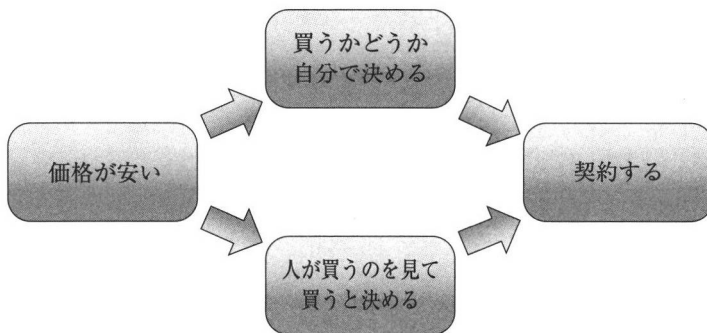 買うかどうか
自分で決める
価格が安い
契約する
人が買うのを見て
買うと決める